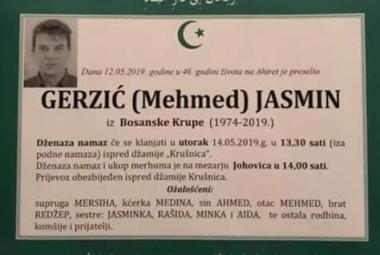 Dana 12.05.2019. godine u 46. godini života na Ahiret je preselio
GERZIĆ (Mehmed) JASMIN
iz Bosanske Krupe (1974-2019.)
Dženaza namaz će se klanjati u utorak 14.05.2019.g. u 13,30 sati (iza
podne namaza) ispred džamije „Krušnica“.
Dženaza namaz i ukop merhuma je na mezarju Johovica u 14,00 sati.
Prijevoz obezbijeđen ispred džamije Krušnica.
Ožalošćeni:
supruga MERSIHA, kćerka MEDINA, sin AHMED, otac MEHMED, brat
REDŽEP, sestre: JASMINKA, RAŠIDA, MINKA i AIDA, te ostala rodbina,
komšije i prijatelji.